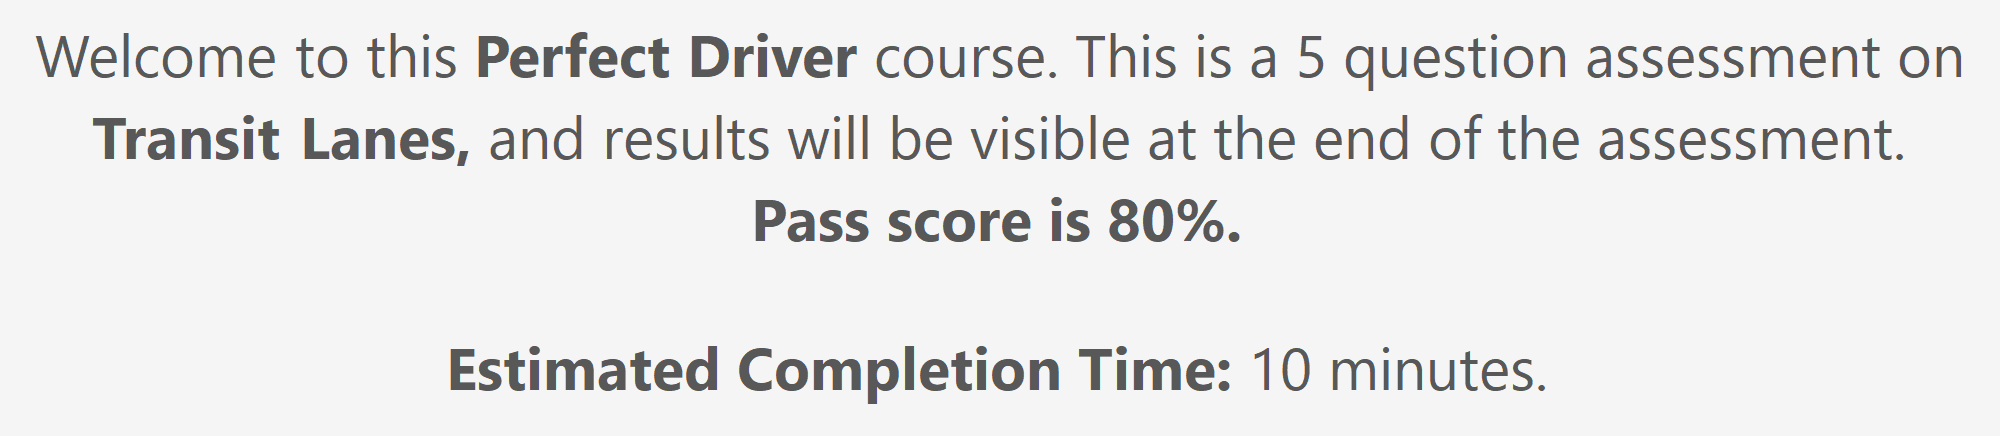 Welcome to this Perfect Driver course. This is a 5 question assessment on
Transit Lanes, and results will be visible at the end of the assessment.
Pass score is 80%.
Estimated Completion Time: 10 minutes.